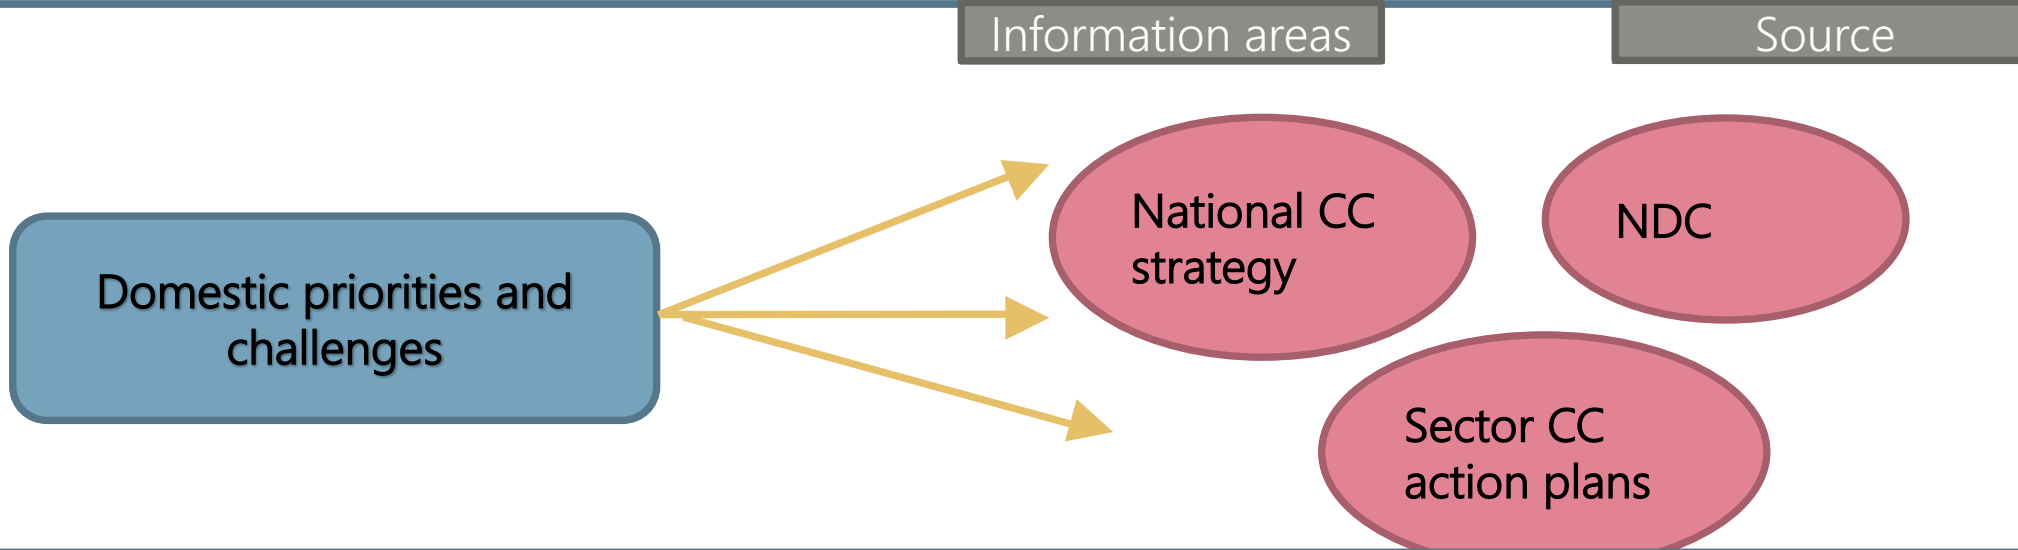 Information areas
Source
Domestic priorities and
challenges
National CC
strategy
NDC
Sector CC
action plans